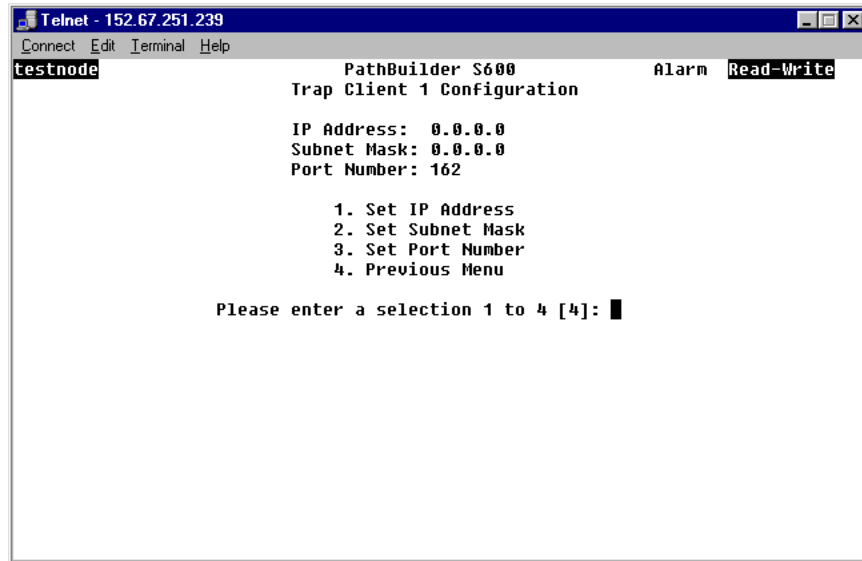 Telnet - 152.67.251.239
Connect Edit Terminal Help
testnode PathBuilder S600 Alarm Read-Write
Trap Client 1 Configuration
IP Address: 0.0.0.0
Subnet Mask: 0.0.0.0
Port Number: 162
1. Set IP Address
2. Set Subnet Mask
3. Set Port Number
4. Previous Menu
Please enter a selection 1 to 4 [4]: